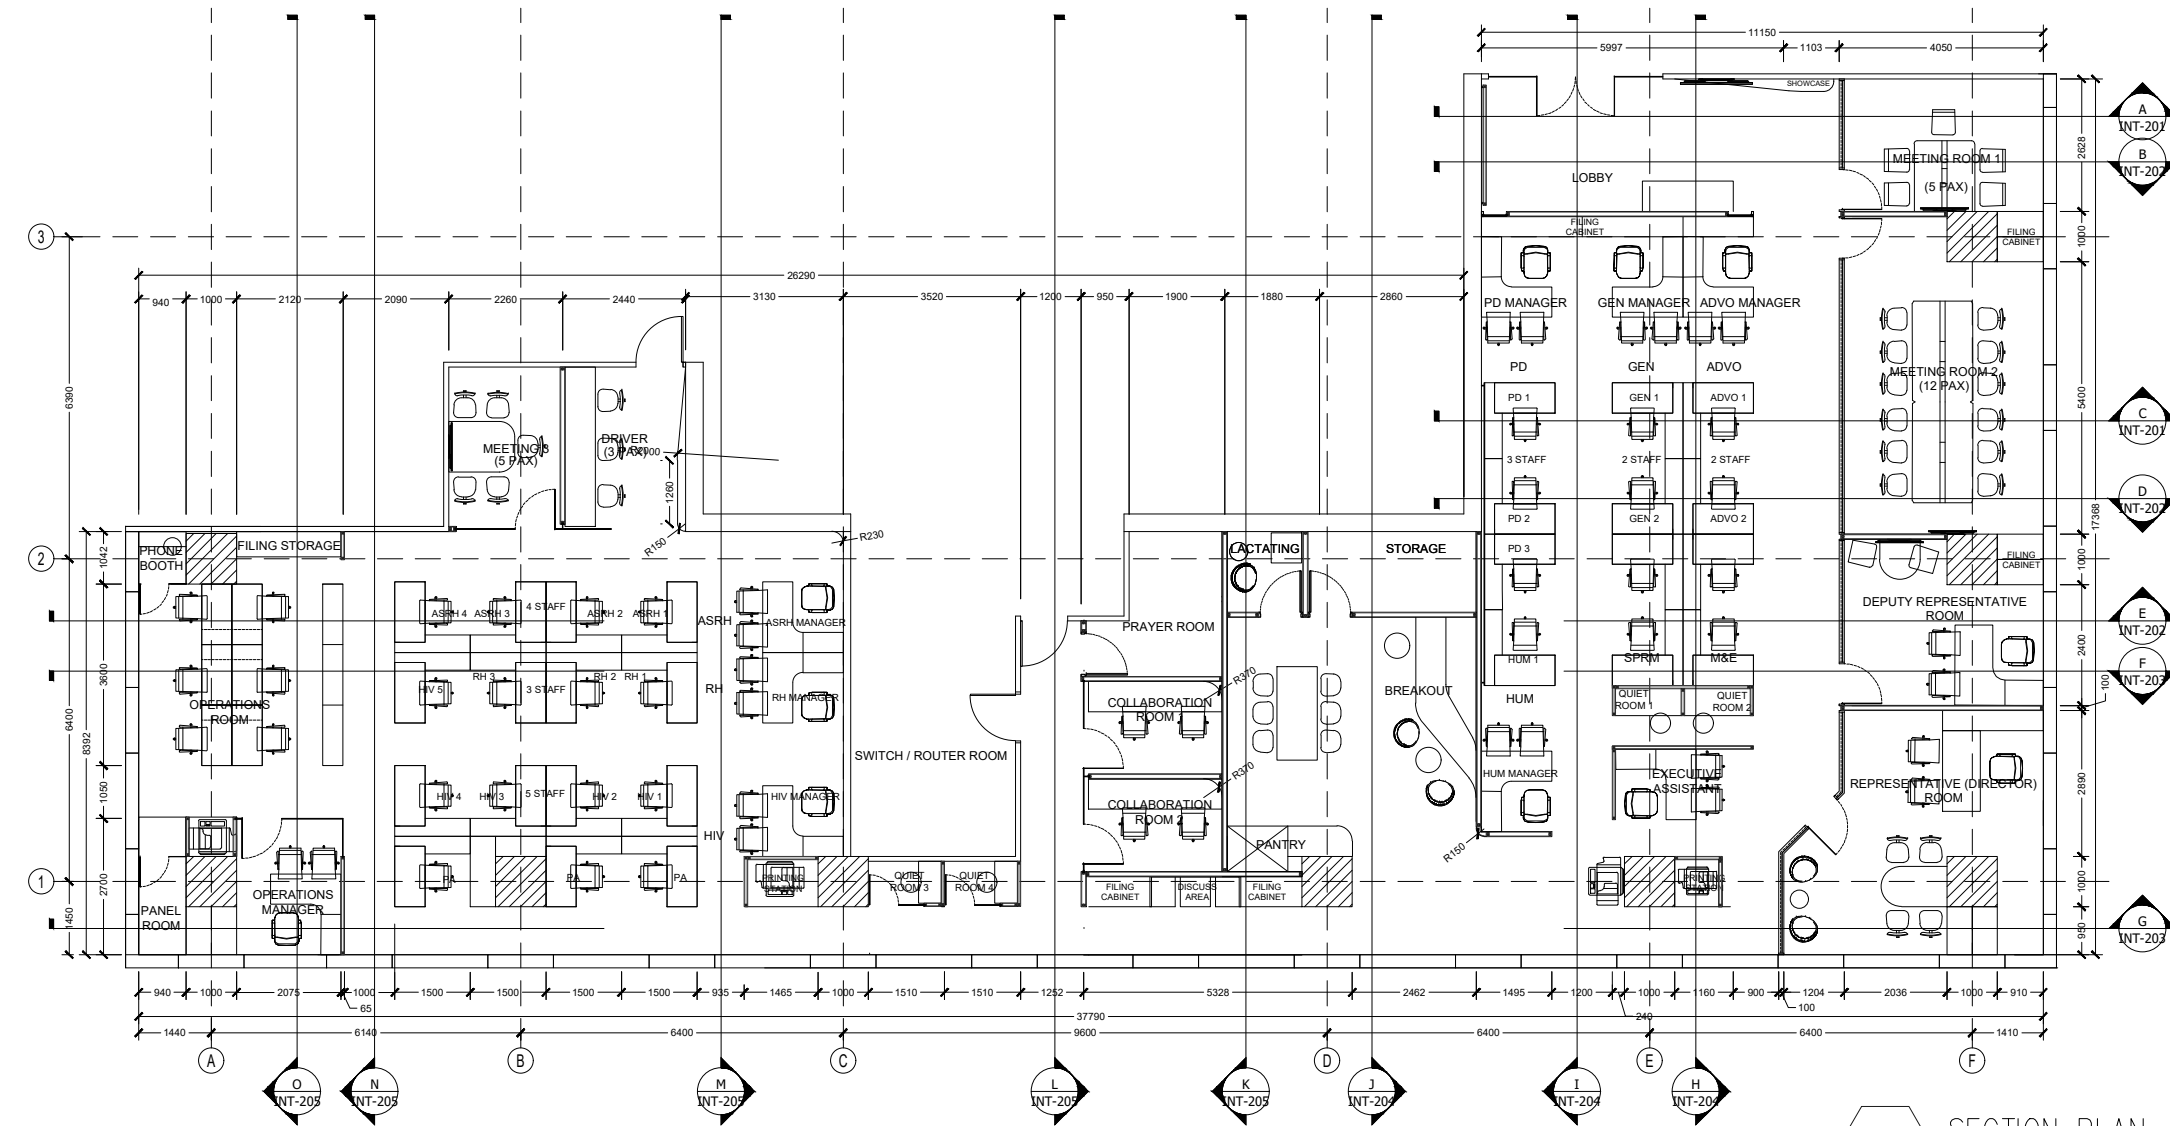 11150
5997
1103
4050
SHOWCASE
A
INT-201
B
INT-202
2628
17368
MEETING ROOM 1
(5 PAX)
LOBBY
FILING
CABINET
FILING
CABINET
1000
3
26290
940
1000
2120
2090
2260
2440
3130
3520
1200
950
1900
1880
2860
PD MANAGER
GEN MANAGER
ADVO MANAGER
PD
GEN
ADVO
MEETING ROOM 2
(12 PAX)
5400
6390
PD 1
GEN 1
ADVO 1
C
INT-201
MEETING 3
(5 PAX)
DRIVER
(3 PAX)
R2000
1260
3 STAFF
2 STAFF
2 STAFF
D
INT-202
PD 2
GEN 2
ADVO 2
R150
R230
2
1042
PHONE
BOOTH
FILING STORAGE
LACTATING
STORAGE
PD 3
FILING
CABINET
1000
DEPUTY REPRESENTATIVE
ROOM
E
INT-202
ASRH 4
ASRH 3
4 STAFF
ASRH 2
ASRH 1
ASRH
ASRH MANAGER
PRAYER ROOM
2400
HUM 1
SPRM
M&E
F
INT-203
100
HIV 5
RH 3
3 STAFF
RH 2
RH 1
RH
RH MANAGER
R370
BREAKOUT
HUM
QUIET
ROOM 1
QUIET
ROOM 2
3600
6400
8392
OPERATIONS
ROOM
COLLABORATION
ROOM 1
SWITCH / ROUTER ROOM
R370
HUM MANAGER
EXECUTIVE
ASSISTANT
REPRESENTATIVE (DIRECTOR)
ROOM
2890
1050
HIV 4
HIV 3
5 STAFF
HIV 2
HIV 1
HIV MANAGER
COLLABORATION
ROOM 2
HIV
PANTRY
R150
1
2700
1450
PA
PA
PA
PRINTING
STATION
QUIET
ROOM 3
QUIET
ROOM 4
FILING
CABINET
DISCUSS
AREA
FILING
CABINET
PRINTING
STATION
1000
OPERATIONS
MANAGER
PANEL
ROOM
950
G
INT-203
940
1000
2075
65
1000
1500
1500
1500
1500
935
1465
1000
1510
1510
1252
5328
2462
1495
1200
240
1000
1160
900
100
1204
2036
1000
910
37790
1440
6140
6400
9600
6400
6400
1410
A
B
C
D
E
F
O
INT-205
N
INT-205
M
INT-205
L
INT-205
K
INT-205
J
INT-204
I
INT-204
H
INT-204
SECTION PLAN